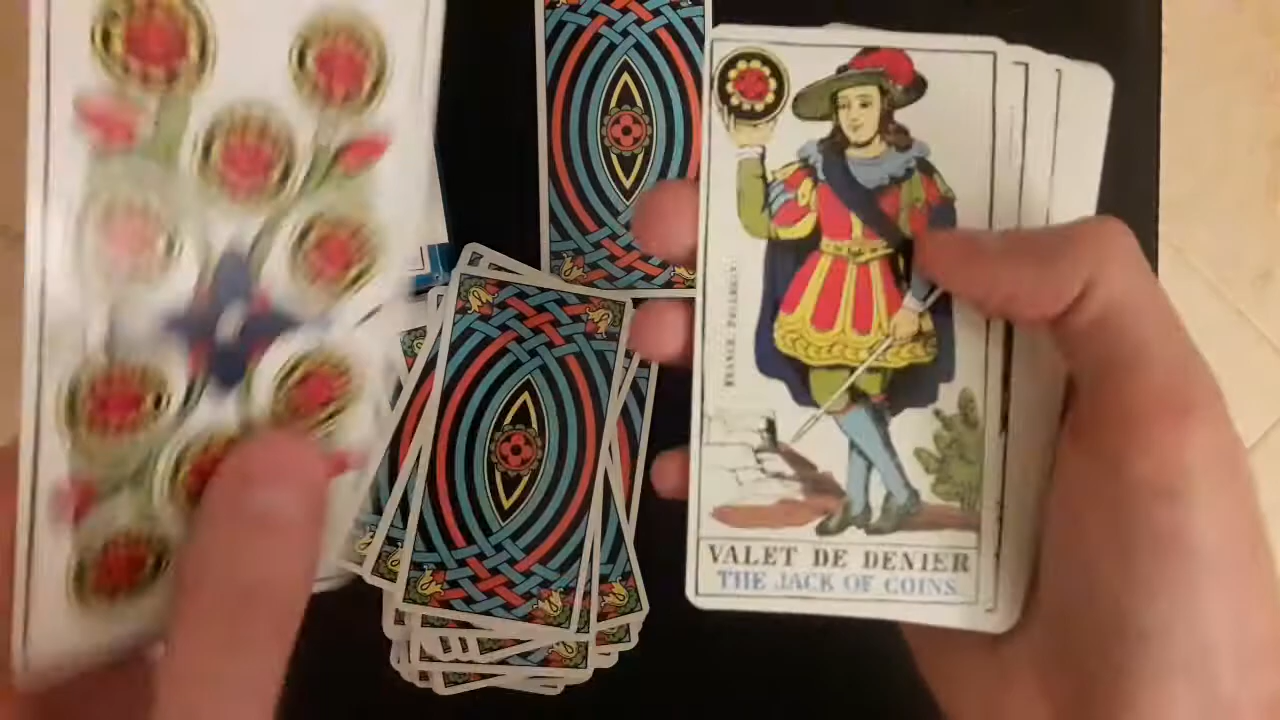 VALET DE DENIER
THE JACK OF COINS